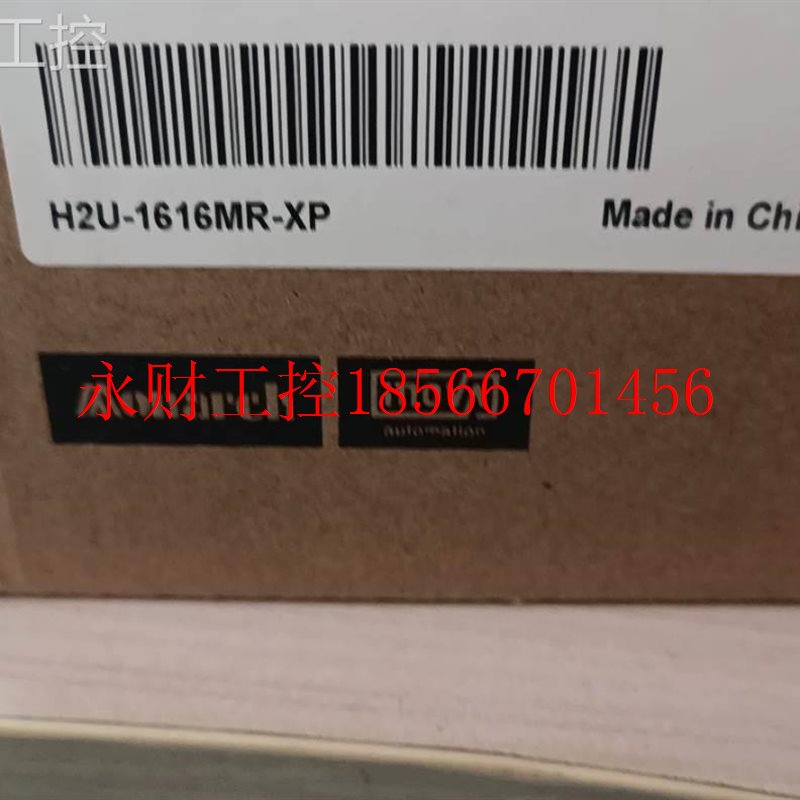 工控
H2U-1616MR-XP
Made in Chi
永财工控18566701456
Monarch
automation